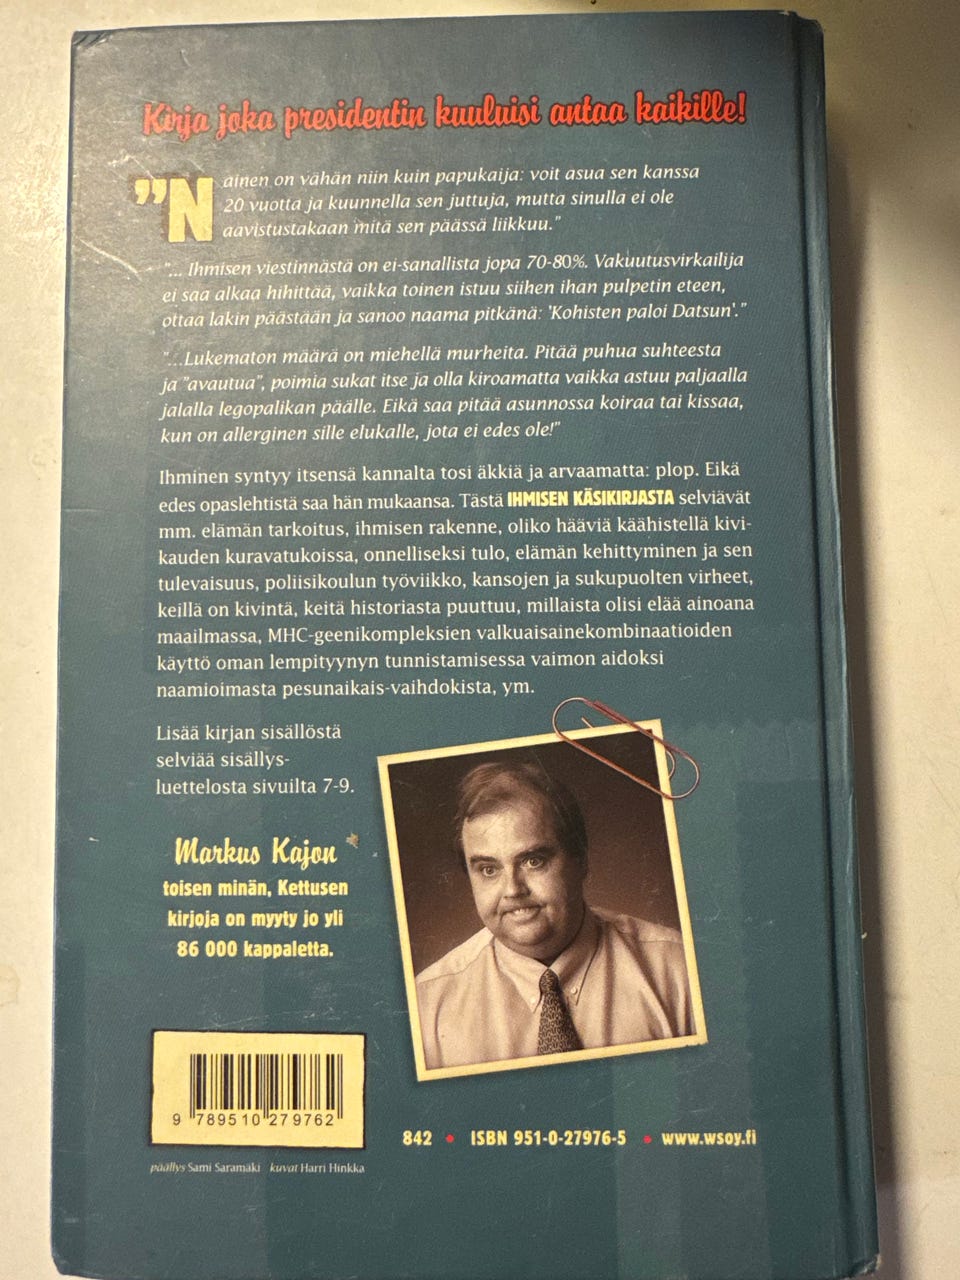 Kirja joka presidentin kuuluisi antaa kaikille!
”Nainen on vähän niin kuin papukaija: voit asua sen kanssa
20 vuotta ja kuunnella sen juttuja, mutta sinulla ei ole
aavistustakaan mitä sen päässä liikkuu.”
”... Ihmisen viestinnästä on ei-sanallista jopa 70-80%. Vakuutusvirkailija
ei saa alkaa hihittää, vaikka toinen istuu siihen ihan pulpetin eteen,
ottaa lakin päästään ja sanoo naama pitkänä: 'Kohisten paloi Datsun'.”
”...Lukematon määrä on miehellä murheita. Pitää puhua suhteesta
ja ”avautua”, poimia sukat itse ja olla kiroamatta vaikka astuu paljaalla
jalalla legopalikan päälle. Eikä saa pitää asunnossa koiraa tai kissaa,
kun on allerginen sille elukalle, jota ei edes ole!”
Ihminen syntyy itsensä kannalta tosi äkkiä ja arvaamatta: plop. Eikä
edes opaslehtistä saa hän mukaansa. Tästä IHMISEN KÄSIKIRJASTA selviävät
mm. elämän tarkoitus, ihmisen rakenne, oliko hääviä käähistellä kivi-
kauden kuravatukoissa, onnelliseksi tulo, elämän kehittyminen ja sen
tulevaisuus, poliisikoulun työviikko, kansojen ja sukupuolten virheet,
keillä on kivintä, keitä historiasta puuttuu, millaista olisi elää ainoana
maailmassa, MHC-geenikompleksien valkuaisainekombinaatioiden
käyttö oman lempityynyn tunnistamisessa vaimon aidoksi
naamioimasta pesunaikais-vaihdokista, ym.
Lisää kirjan sisällöstä
selviää sisällys-
luettelosta sivuilta 7-9.
Markus Kajon
toisen minän, Kettusen
kirjoja on myyty jo yli
86 000 kappaletta.
9 789510 279762
842 • ISBN 951-0-27976-5 • www.wsoy.fi
päällys Sami Saramäki kuvat Harri Hinkka